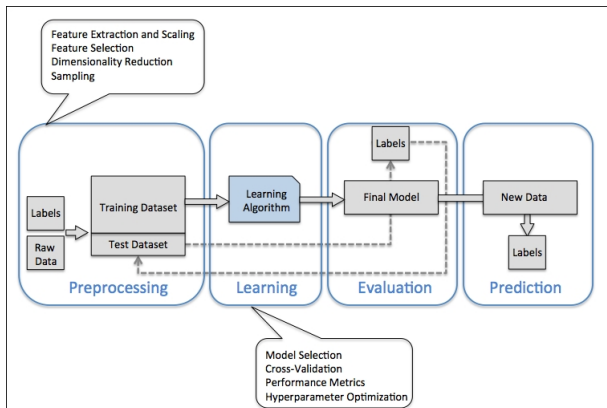 Feature Extraction and Scaling
Feature Selection
Dimensionality Reduction
Sampling
Labels
Raw
Data
Training Dataset
Test Dataset
Preprocessing
Learning
Algorithm
Learning
Labels
Final Model
Evaluation
New Data
Labels
Prediction
Model Selection
Cross-Validation
Performance Metrics
Hyperparameter Optimization